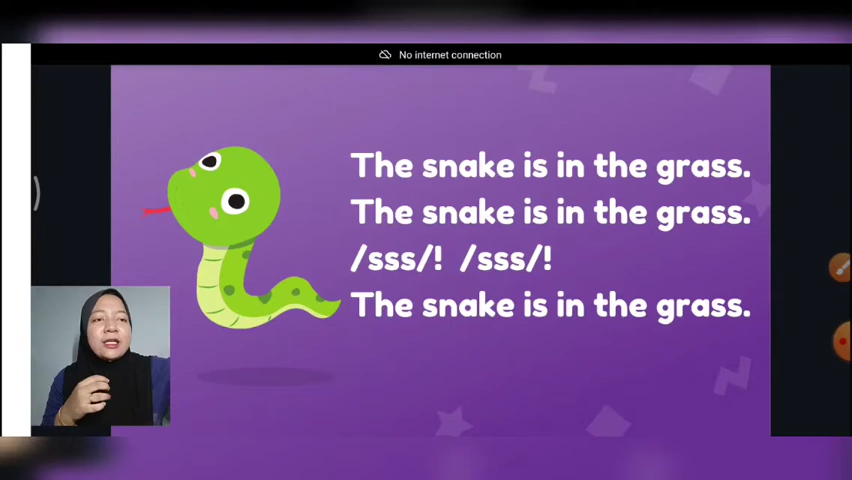 No internet connection
The snake is in the grass.
The snake is in the grass.
/sss/! /sss/!
The snake is in the grass.